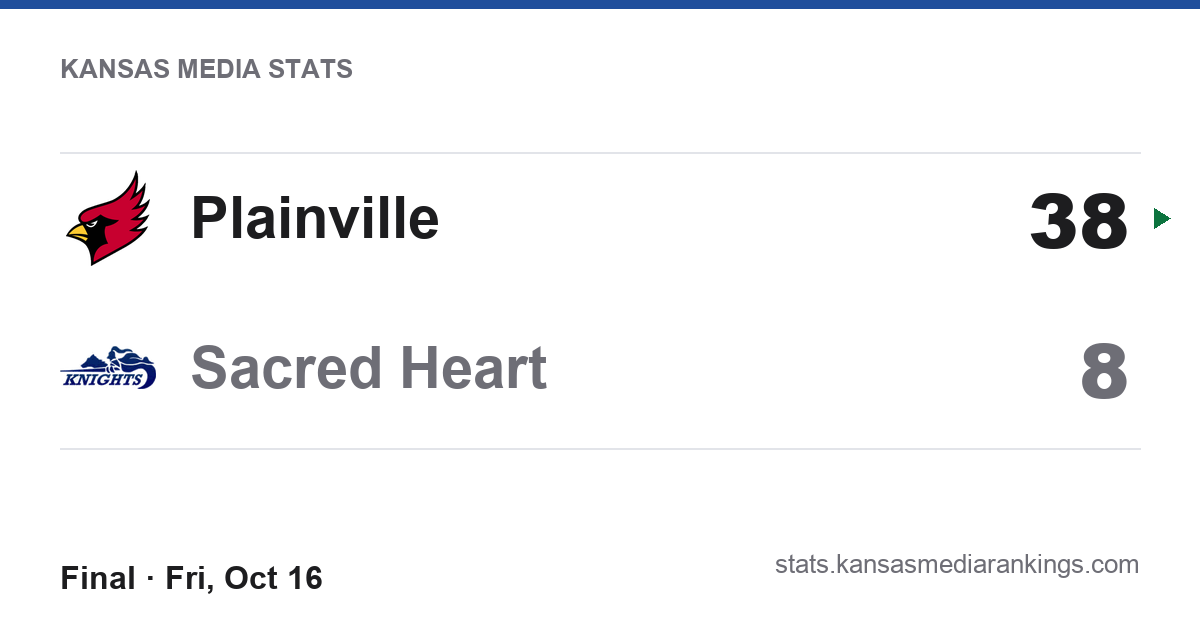 KANSAS MEDIA STATS
Plainville
38
KNIGHTS
Sacred Heart
8
Final · Fri, Oct 16
stats.kansasmediarankings.com